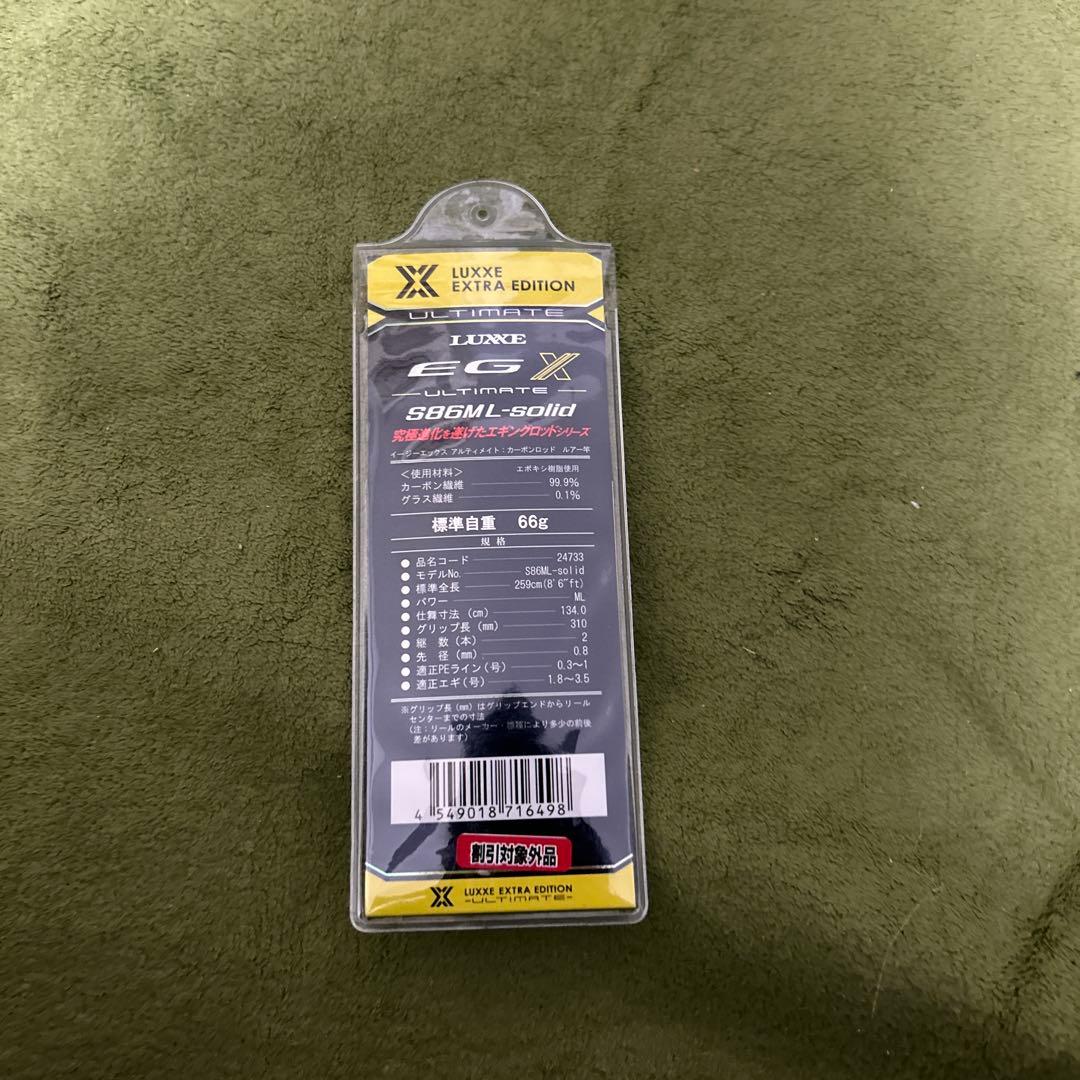 LUXXE
EXTRA EDITION
ULTIMATE
LUXXE
EG X
ULTIMATE
S86ML-solid
究極進化を遂げたエギングロッドシリーズ
イージーエックス アルティメイト：カーボンロッド ルアー竿
＜使用材料＞ エポキシ樹脂使用
カーボン繊維 99.9%
グラス繊維 0.1%
標準自重 66g
規格
● 品名コード 24733
● モデルNo. S86ML-solid
● 標準全長 259cm(8'6"ft)
● パワー ML
● 仕舞寸法（cm） 134.0
● グリップ長（mm） 310
● 継 数（本） 2
● 先 径（mm） 0.8
● 適正PEライン（号） 0.3〜1
● 適正エギ（号） 1.8〜3.5
※グリップ長（mm）はグリップエンドからリール
センターまでの寸法
（注：リールのメーカー・機種により多少の前後
差があります）
4 549018 716498
割引対象外品
LUXXE EXTRA EDITION
-ULTIMATE-